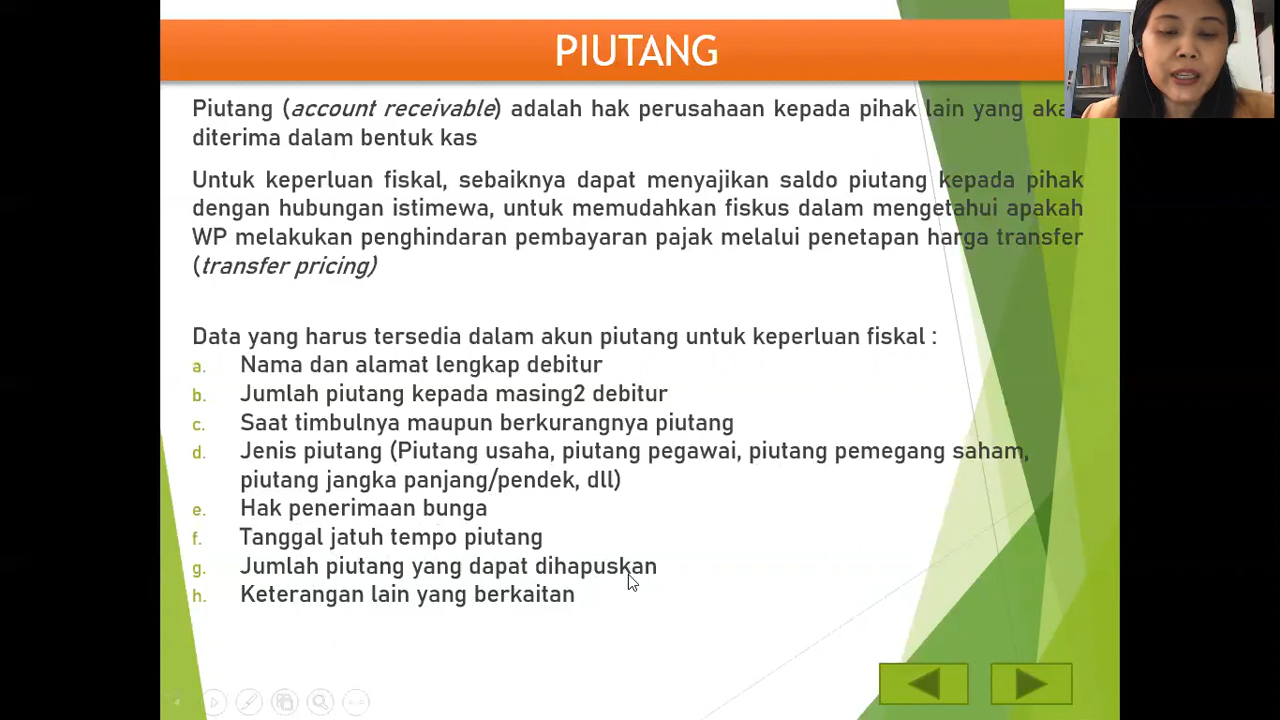 PIUTANG
Piutang (account receivable) adalah hak perusahaan kepada pihak lain yang aka
diterima dalam bentuk kas
Untuk keperluan fiskal, sebaiknya dapat menyajikan saldo piutang kepada pihak
dengan hubungan istimewa, untuk memudahkan fiskus dalam mengetahui apakah
WP melakukan penghindaran pembayaran pajak melalui penetapan harga transfer
(transfer pricing)
Data yang harus tersedia dalam akun piutang untuk keperluan fiskal :
a. Nama dan alamat lengkap debitur
b. Jumlah piutang kepada masing2 debitur
c. Saat timbulnya maupun berkurangnya piutang
d. Jenis piutang (Piutang usaha, piutang pegawai, piutang pemegang saham,
piutang jangka panjang/pendek, dll)
e. Hak penerimaan bunga
f. Tanggal jatuh tempo piutang
g. Jumlah piutang yang dapat dihapuskan
h. Keterangan lain yang berkaitan
4